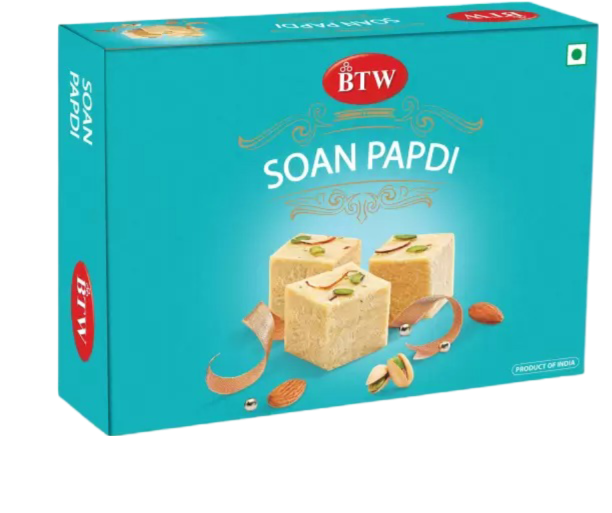 SOAN PAPDI
BTW
BTW
SOAN PAPDI
SOAN
PAPDI
BTW
PRODUCT OF INDIA